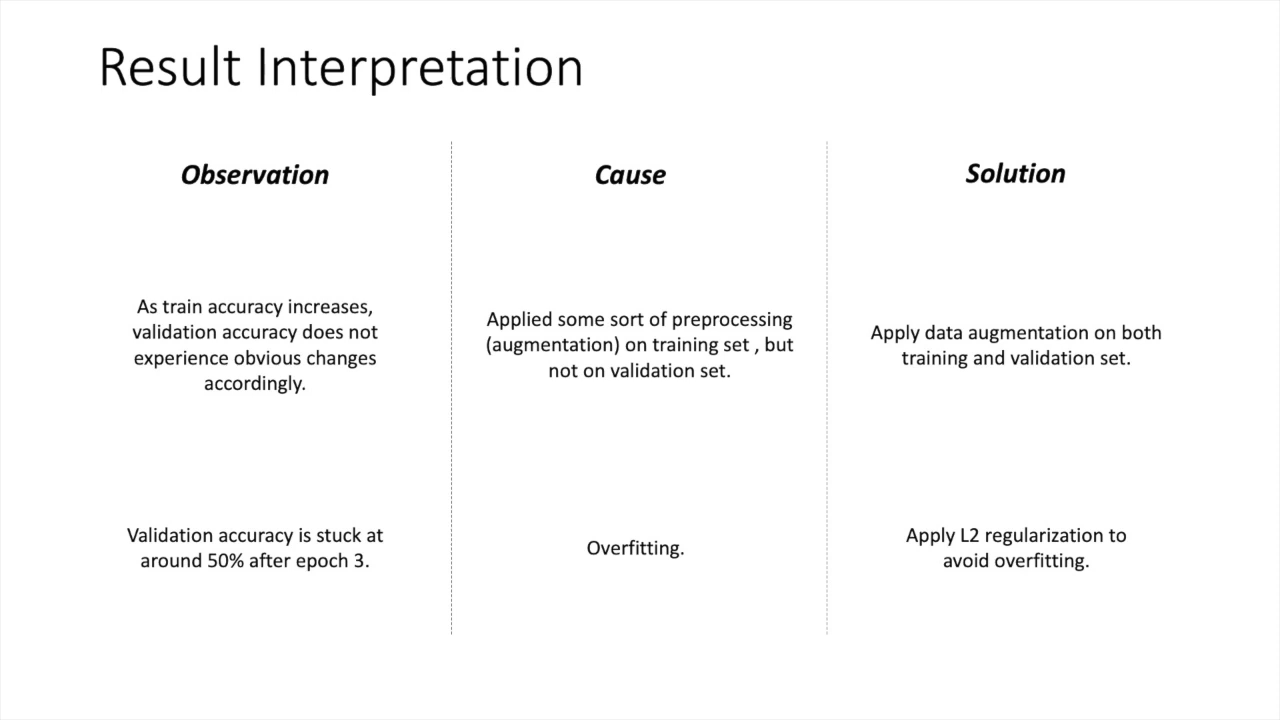 Result Interpretation
Observation
Cause
Solution
As train accuracy increases,
validation accuracy does not
experience obvious changes
accordingly.
Applied some sort of preprocessing
(augmentation) on training set , but
not on validation set.
Apply data augmentation on both
training and validation set.
Validation accuracy is stuck at
around 50% after epoch 3.
Overfitting.
Apply L2 regularization to
avoid overfitting.